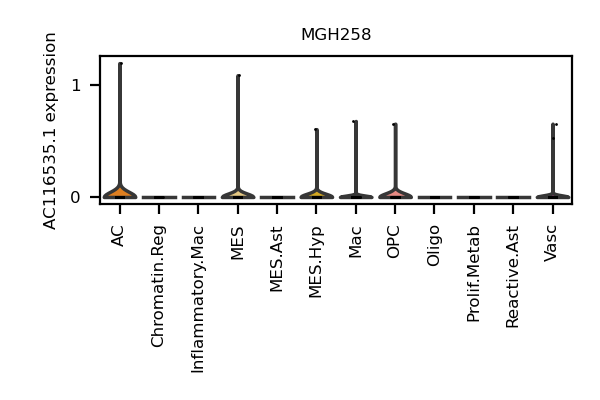 MGH258
AC116535.1 expression
1
0
AC
Chromatin.Reg
Inflammatory.Mac
MES
MES.Ast
MES.Hyp
Mac
OPC
Oligo
Prolif.Metab
Reactive.Ast
Vasc